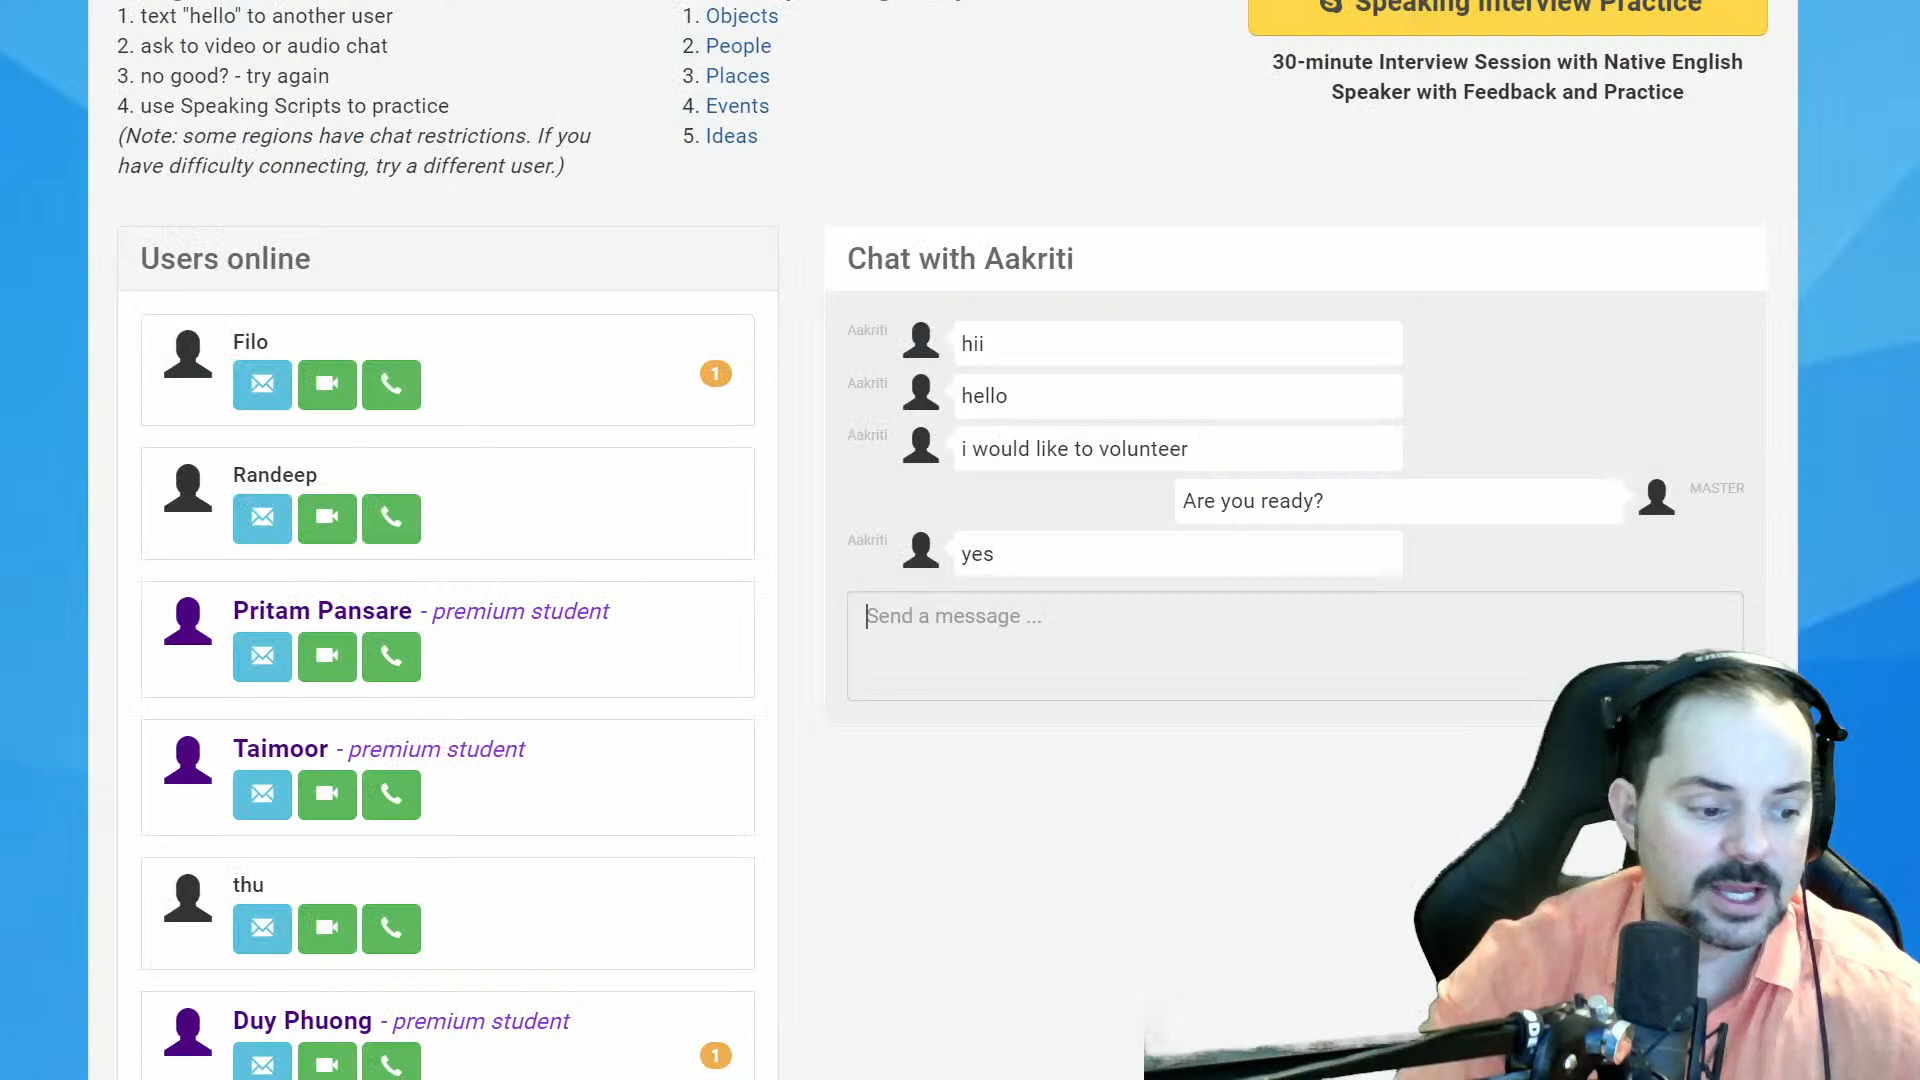 1. text "hello" to another user
2. ask to video or audio chat
3. no good? - try again
4. use Speaking Scripts to practice
(Note: some regions have chat restrictions. If you
have difficulty connecting, try a different user.)
1. Objects
2. People
3. Places
4. Events
5. Ideas
Speaking Interview Practice
30-minute Interview Session with Native English
Speaker with Feedback and Practice
Users online
Filo
1
Randeep
Pritam Pansare - premium student
Taimoor - premium student
thu
Duy Phuong - premium student
1
Chat with Aakriti
Aakriti
hii
Aakriti
hello
Aakriti
i would like to volunteer
Are you ready?
MASTER
Aakriti
yes
Send a message ...